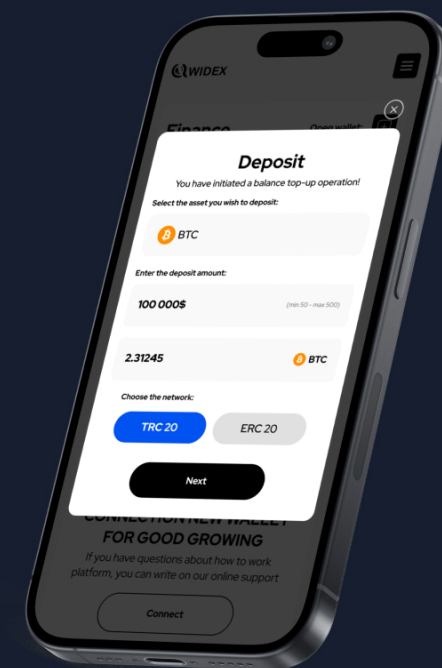 WIDEX
Finance
Open wallet:
Deposit
You have initiated a balance top-up operation!
Select the asset you wish to deposit:
BTC
Enter the deposit amount:
100 000$ (min 50 - max 500)
2.31245 BTC
Choose the network:
TRC 20 ERC 20
Next
CONNECTION NEW WALLET
FOR GOOD GROWING
If you have questions about how to work
platform, you can write on our online support
Connect